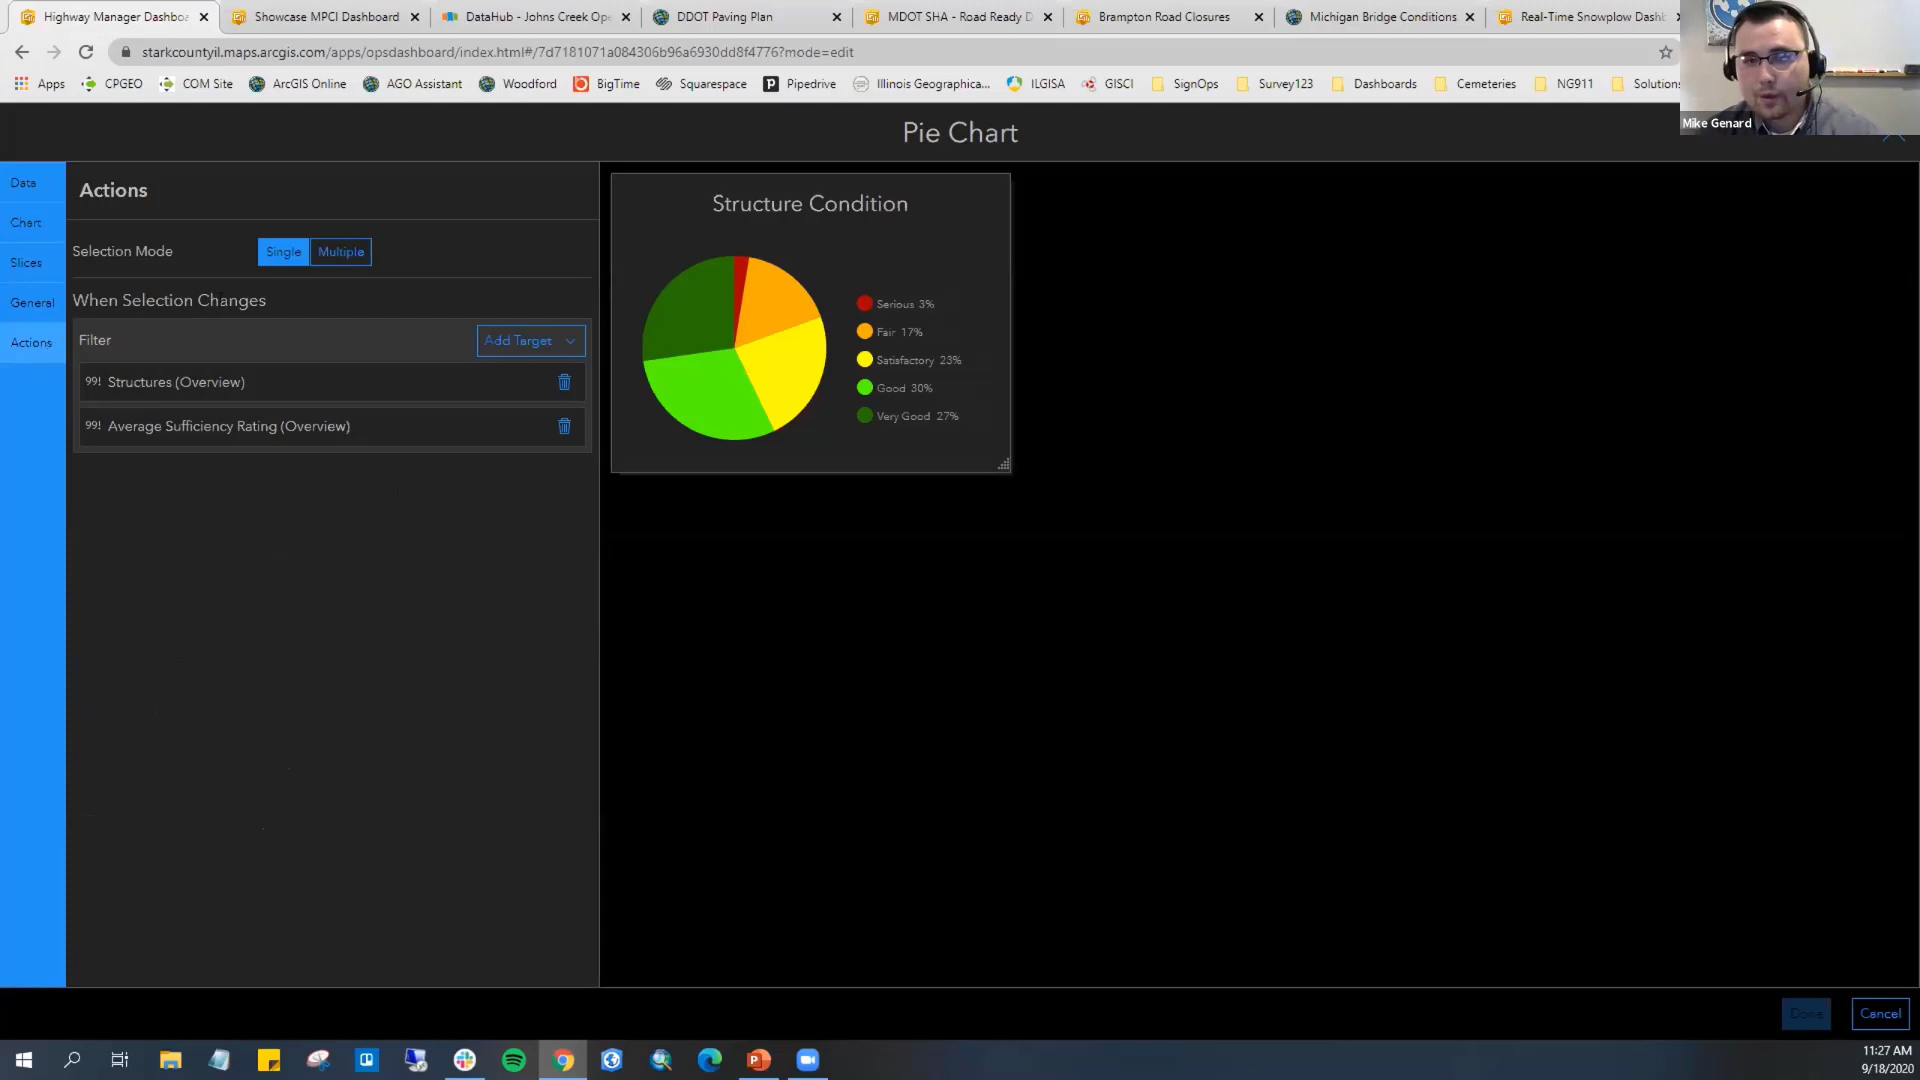 Highway Manager Dashbo
Showcase MPCI Dashboard
DataHub - Johns Creek Ope
DDOT Paving Plan
MDOT SHA - Road Ready D
Brampton Road Closures
Michigan Bridge Conditions
Real-Time Snowplow Dashb
starkcountyil.maps.arcgis.com/apps/opsdashboard/index.html#/7d7181071a084306b96a6930dd8f4776?mode=edit
Apps
CPGEO
COM Site
ArcGIS Online
AGO Assistant
Woodford
BigTime
Squarespace
Pipedrive
Illinois Geographica...
ILGISA
GISCI
SignOps
Survey123
Dashboards
Cemeteries
NG911
Solution
Mike Genard
Pie Chart
Data
Chart
Slices
General
Actions
Actions
Selection Mode
Single
Multiple
When Selection Changes
Filter
Add Target
99! Structures (Overview)
99! Average Sufficiency Rating (Overview)
Structure Condition
Serious 3%
Fair 17%
Satisfactory 23%
Good 30%
Very Good 27%
Done
Cancel
11:27 AM
9/18/2020